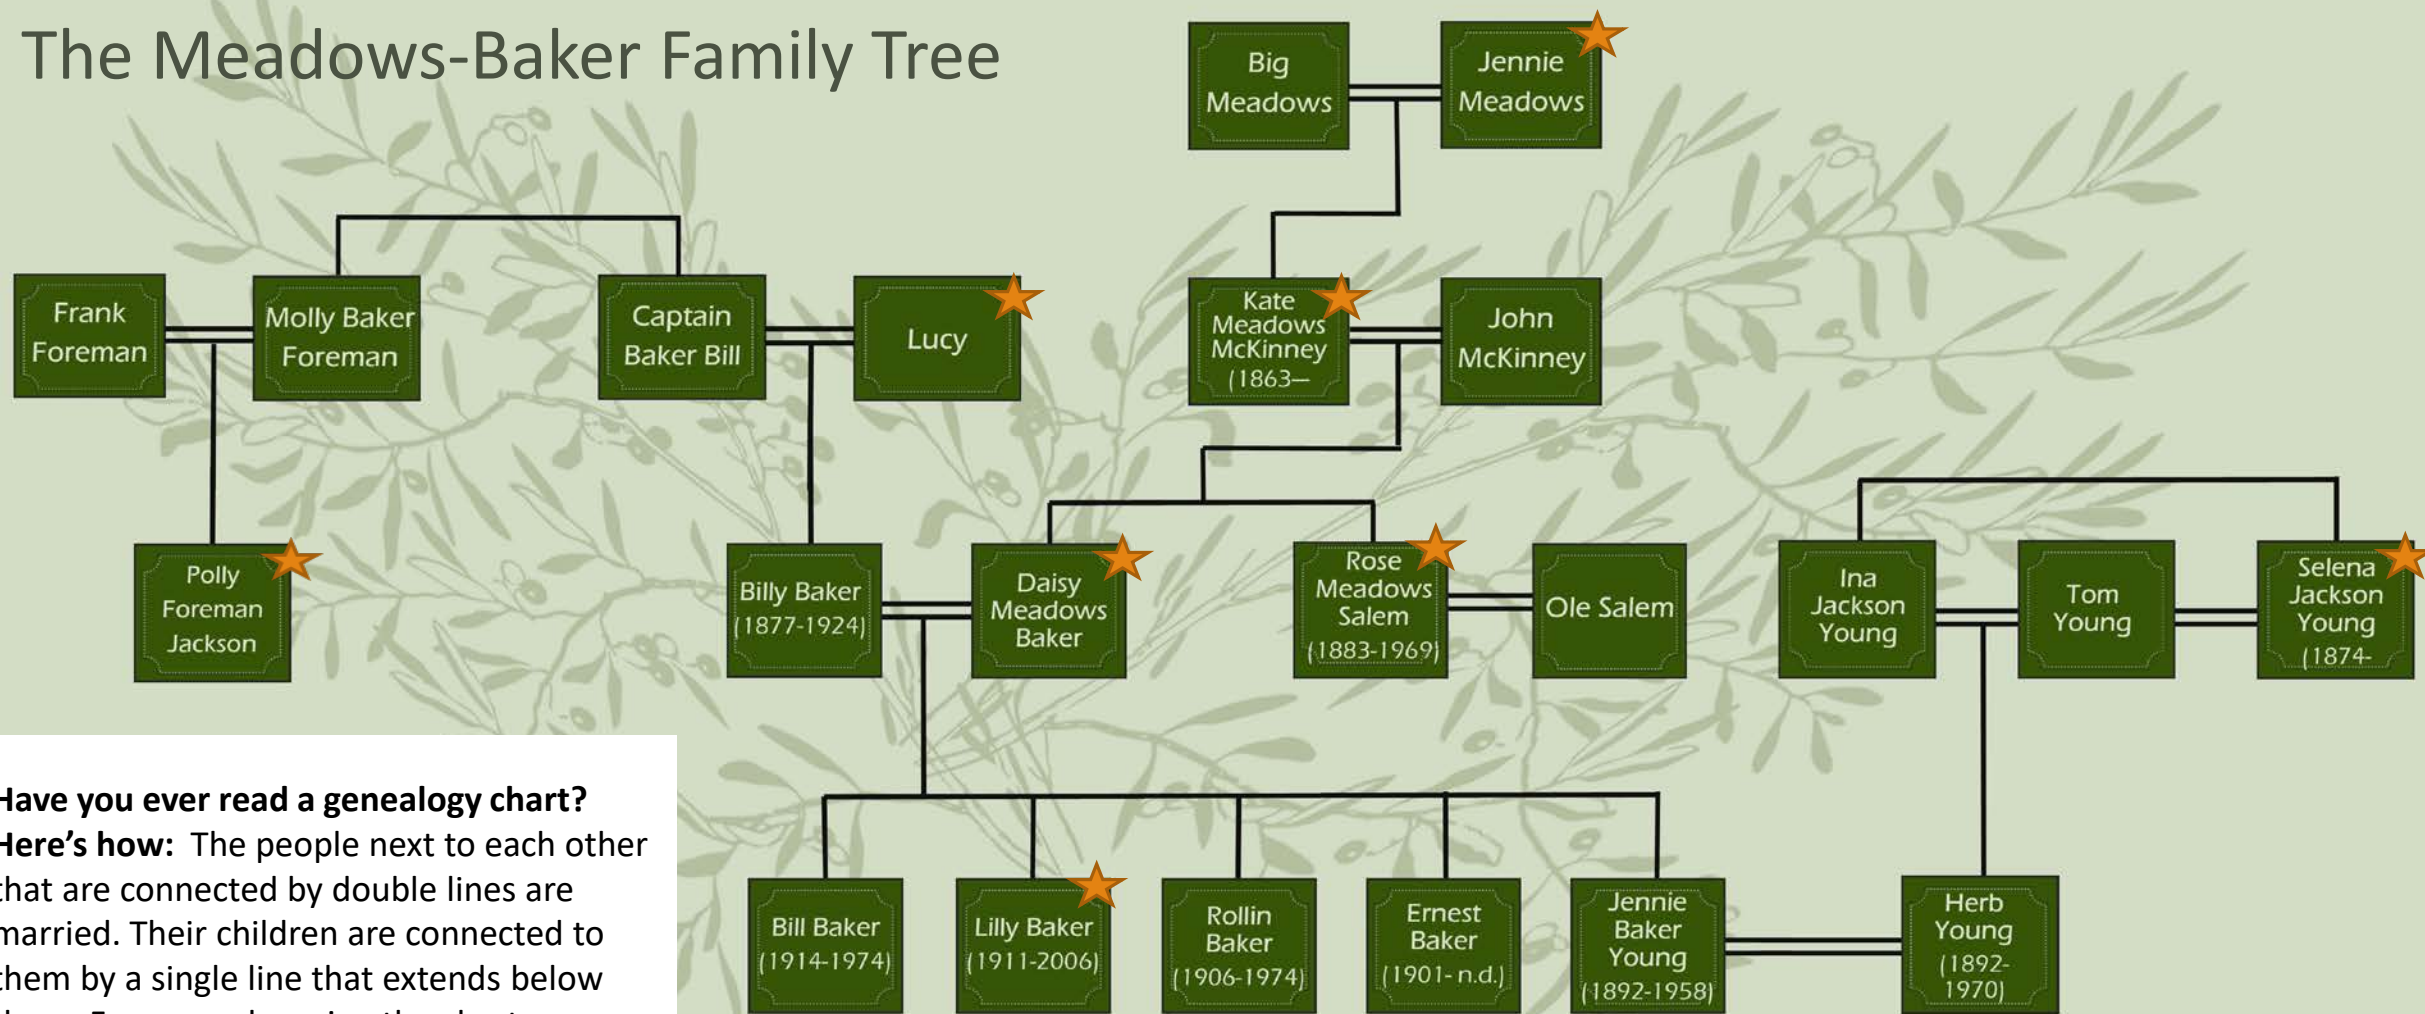 The Meadows-Baker Family Tree
Big
Meadows
Jennie
Meadows
Frank
Foreman
Molly Baker
Foreman
Captain
Baker Bill
Lucy
Kate
Meadows
McKinney
(1863—
John
McKinney
Polly
Foreman
Jackson
Billy Baker
(1877-1924)
Daisy
Meadows
Baker
Rose
Meadows
Salem
(1883-1969)
Ole Salem
Ina
Jackson
Young
Tom
Young
Selena
Jackson
Young
(1874-
Bill Baker
(1914-1974)
Lilly Baker
(1911-2006)
Rollin
Baker
(1906-1974)
Ernest
Baker
(1901- n.d.)
Jennie
Baker
Young
(1892-1958)
Herb
Young
(1892-
1970)
Have you ever read a genealogy chart?
Here's how: The people next to each other
that are connected by double lines are
married. Their children are connected to
them by a single line that extends below